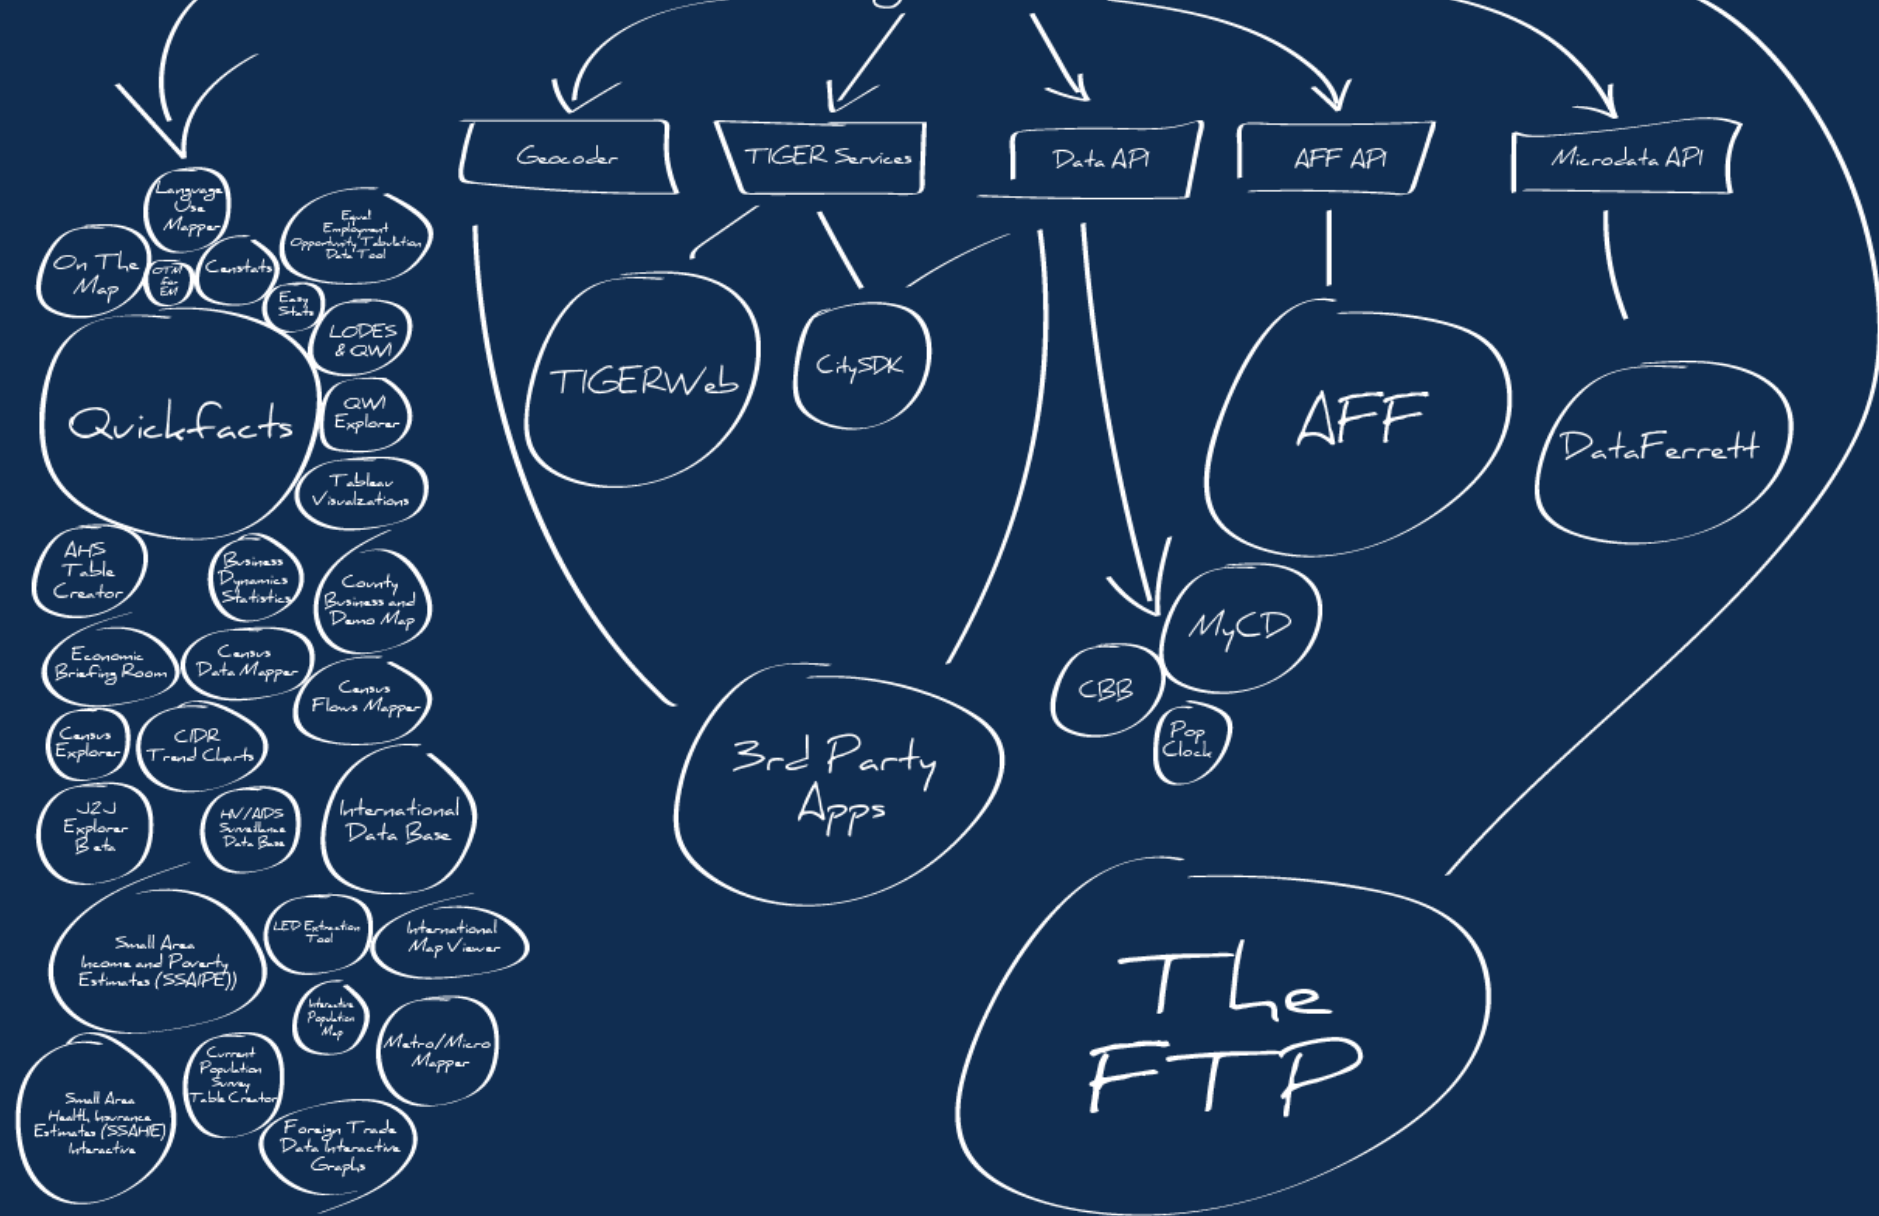 Geocoder
TIGER Services
Data API
AFF API
Microdata API
Language
Use
Mapper
Equal
Employment
Opportunity Tabulation
Data Tool
On The
Map
OTM
for
EM
Censtats
Easy
Stats
LODES
& QWI
Quickfacts
QWI
Explorer
Tableau
Visualzations
TIGERWeb
CitySDK
AFF
DataFerrett
AHS
Table
Creator
Business
Dynamics
Statistics
County
Business and
Demo Map
MyCD
CBB
Pop
Clock
Economic
Briefing Room
Census
Data Mapper
Census
Flows Mapper
Census
Explorer
CIDR
Trend Charts
3rd Party
Apps
J2J
Explorer
Beta
HV/AIDS
Surveillance
Data Base
International
Data Base
Small Area
Income and Poverty
Estimates (SSAIPE))
LED Extraction
Tool
International
Map Viewer
The
FTP
Interactive
Population
Map
Metro/Micro
Mapper
Small Area
Health Insurance
Estimates (SSAHIE)
Interactive
Current
Population
Survey
Table Creator
Foreign Trade
Data Interactive
Graphs